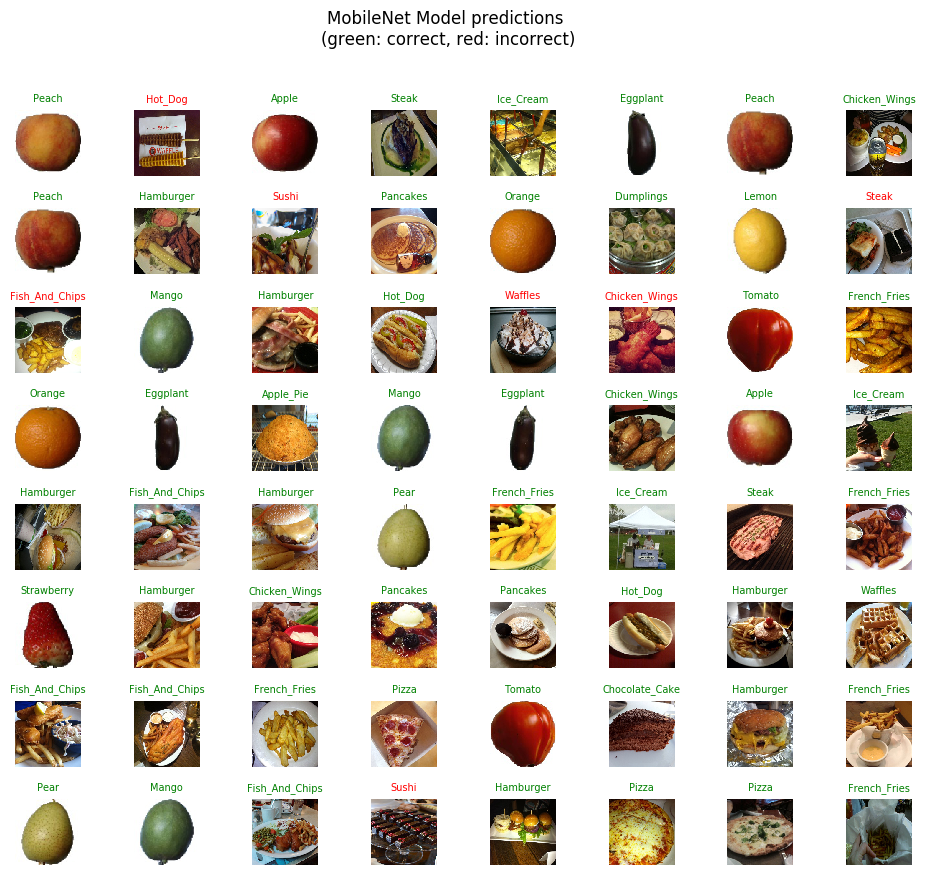 MobileNet Model predictions
(green: correct, red: incorrect)
Peach Hot_Dog Apple Steak Ice_Cream Eggplant Peach Chicken_Wings
Peach Hamburger Sushi Pancakes Orange Dumplings Lemon Steak
Fish_And_Chips Mango Hamburger Hot_Dog Waffles Chicken_Wings Tomato French_Fries
Orange Eggplant Apple_Pie Mango Eggplant Chicken_Wings Apple Ice_Cream
Hamburger Fish_And_Chips Hamburger Pear French_Fries Ice_Cream Steak French_Fries
Strawberry Hamburger Chicken_Wings Pancakes Pancakes Hot_Dog Hamburger Waffles
Fish_And_Chips Fish_And_Chips French_Fries Pizza Tomato Chocolate_Cake Hamburger French_Fries
Pear Mango Fish_And_Chips Sushi Hamburger Pizza Pizza French_Fries